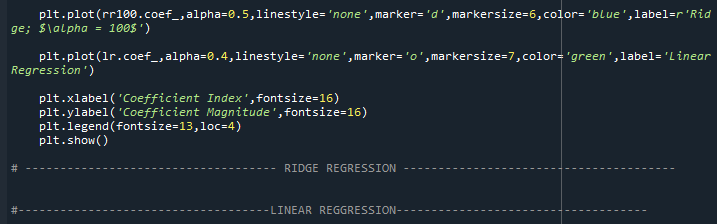 plt.plot(rr100.coef_,alpha=0.5,linestyle='none',marker='d',markersize=6,color='blue',label=r'Rid
ge; $\alpha = 100$')
plt.plot(lr.coef_,alpha=0.4,linestyle='none',marker='o',markersize=7,color='green',label='Linear
Regression')
plt.xlabel('Coefficient Index',fontsize=16)
plt.ylabel('Coefficient Magnitude',fontsize=16)
plt.legend(fontsize=13,loc=4)
plt.show()
# ------------------------------------ RIDGE REGRESSION ---------------------------------------
#------------------------------------LINEAR REGGRESSION------------------------------------